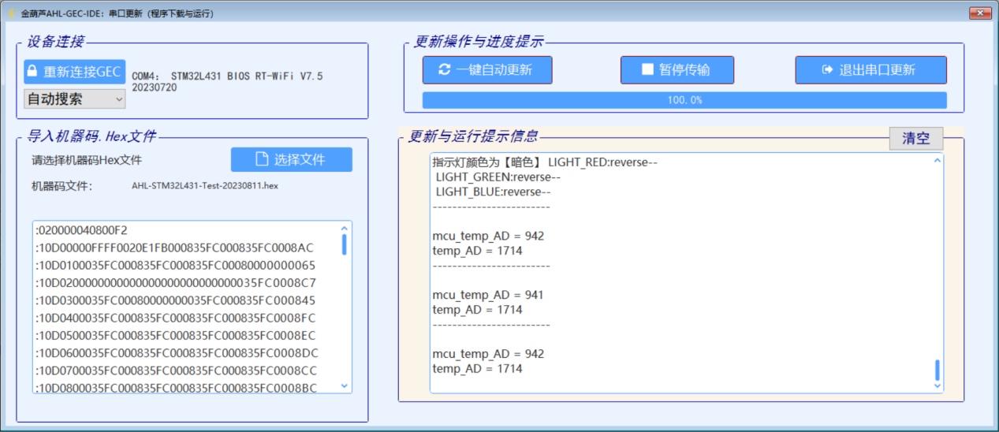 金葫芦AHL-GEC-IDE：串口更新（程序下载与运行）
设备连接
重新连接GEC
COM4： STM32L431 BIOS RT-WiFi V7.5
20230720
自动搜索
更新操作与进度提示
一键自动更新
暂停传输
退出串口更新
100.0%
导入机器码.Hex文件
请选择机器码Hex文件
选择文件
机器码文件：
AHL-STM32L431-Test-20230811.hex
:020000040800F2
:10D00000FFFF0020E1FB000835FC000835FC0008AC
:10D0100035FC000835FC000835FC00080000000065
:10D0200000000000000000000000000035FC0008C7
:10D0300035FC00080000000035FC000835FC000845
:10D0400035FC000835FC000835FC000835FC0008FC
:10D0500035FC000835FC000835FC000835FC0008EC
:10D0600035FC000835FC000835FC000835FC0008DC
:10D0700035FC000835FC000835FC000835FC0008CC
:10D0800035FC000835FC000835FC000835FC0008BC
更新与运行提示信息
清空
指示灯颜色为【暗色】 LIGHT_RED:reverse--
LIGHT_GREEN:reverse--
LIGHT_BLUE:reverse--
------------------------
mcu_temp_AD = 942
temp_AD = 1714
------------------------
mcu_temp_AD = 941
temp_AD = 1714
------------------------
mcu_temp_AD = 942
temp_AD = 1714